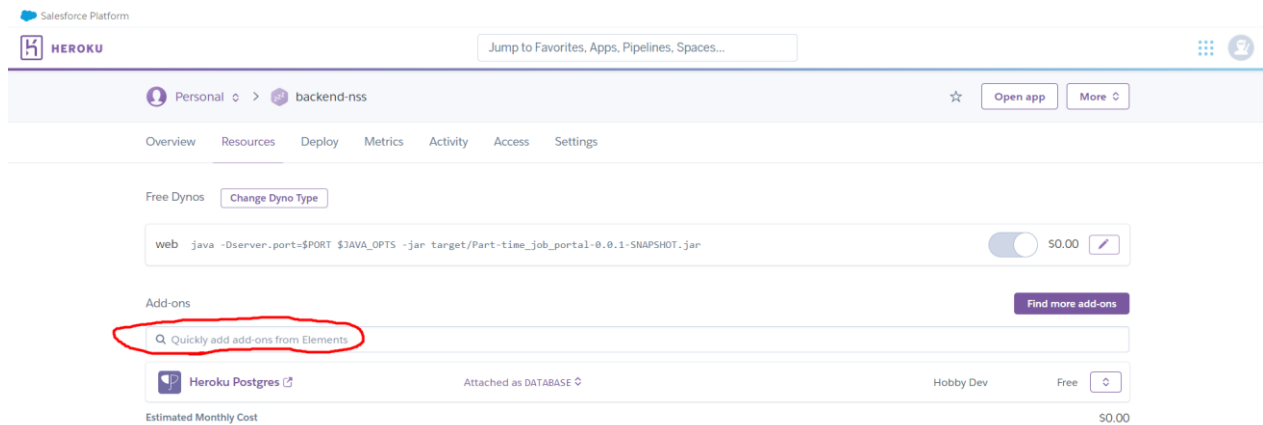 Salesforce Platform
HEROKU
Jump to Favorites, Apps, Pipelines, Spaces...
Personal > backend-nss
Open app
More
Overview Resources Deploy Metrics Activity Access Settings
Free Dynos
Change Dyno Type
web java -Dserver.port=$PORT $JAVA_OPTS -jar target/Part-time_job_portal-0.0.1-SNAPSHOT.jar
$0.00
Add-ons
Find more add-ons
Quickly add add-ons from Elements
Heroku Postgres
Attached as DATABASE
Hobby Dev
Free
Estimated Monthly Cost
$0.00